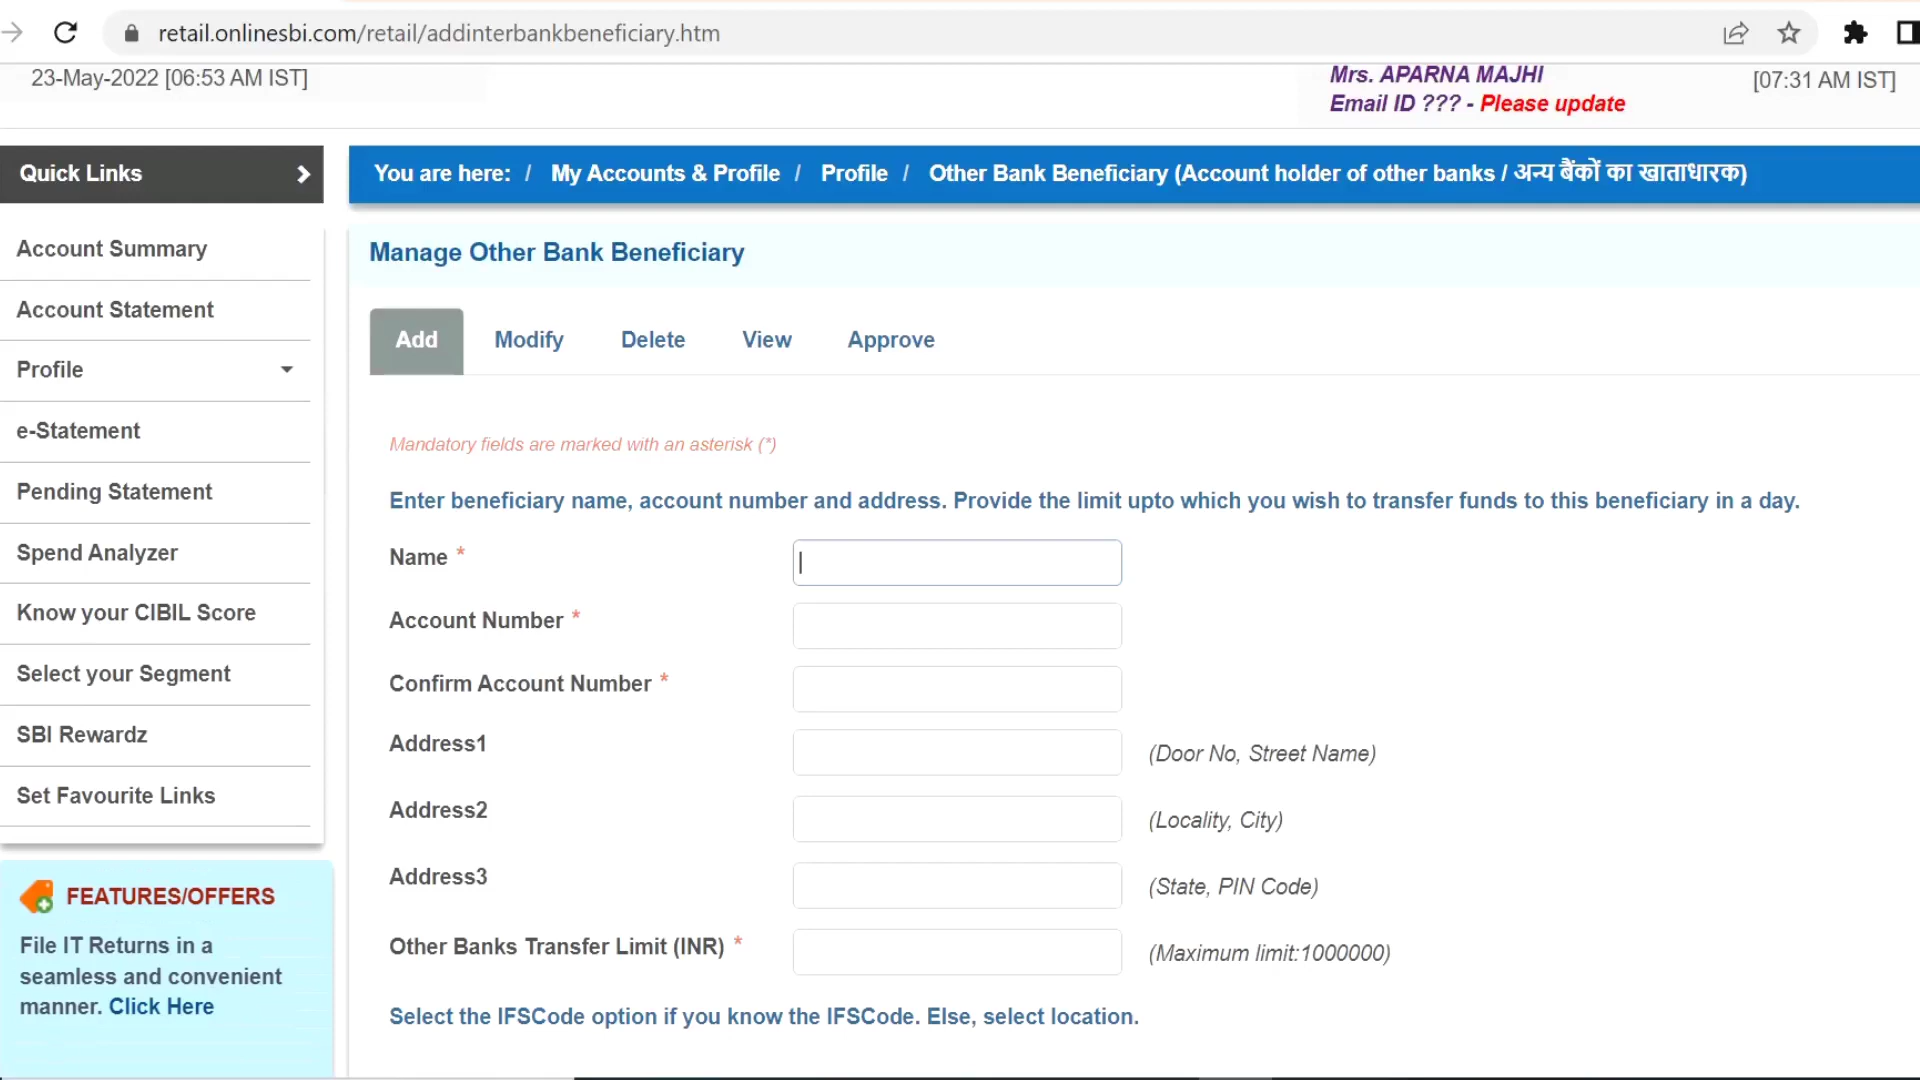 retail.onlinesbi.com/retail/addinterbankbeneficiary.htm
23-May-2022 [06:53 AM IST]
Mrs. APARNA MAJHI
[07:31 AM IST]
Email ID ??? - Please update
Quick Links
You are here: / My Accounts & Profile / Profile / Other Bank Beneficiary (Account holder of other banks / अन्य बैंकों का खाताधारक)
Account Summary
Account Statement
Profile
e-Statement
Pending Statement
Spend Analyzer
Know your CIBIL Score
Select your Segment
SBI Rewardz
Set Favourite Links
FEATURES/OFFERS
File IT Returns in a
seamless and convenient
manner. Click Here
Manage Other Bank Beneficiary
Add Modify Delete View Approve
Mandatory fields are marked with an asterisk (*)
Enter beneficiary name, account number and address. Provide the limit upto which you wish to transfer funds to this beneficiary in a day.
Name *
Account Number *
Confirm Account Number *
Address1 (Door No, Street Name)
Address2 (Locality, City)
Address3 (State, PIN Code)
Other Banks Transfer Limit (INR) * (Maximum limit:1000000)
Select the IFSCode option if you know the IFSCode. Else, select location.